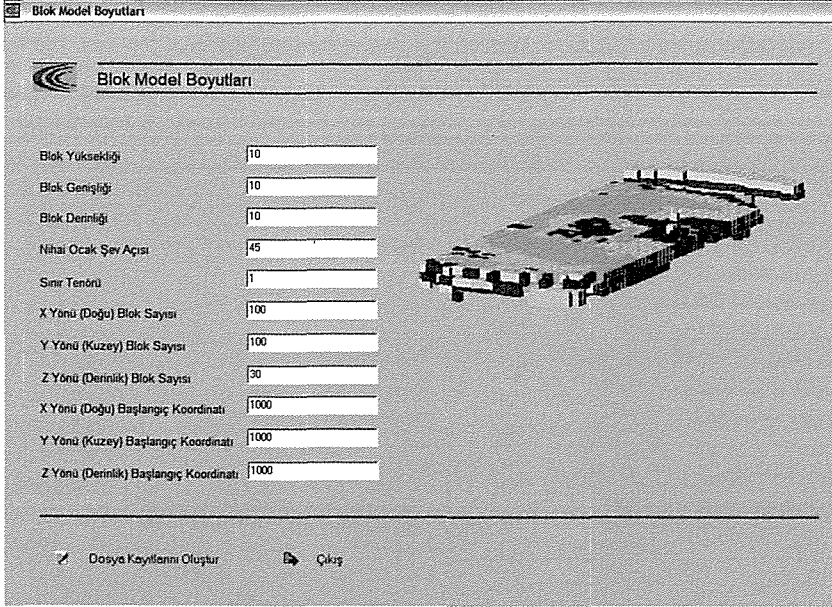 Blok Model Boyutları
Blok Model Boyutları
Blok Yüksekliği 10
Blok Genişliği 10
Blok Derinliği 10
Nihai Ocak Şev Açısı 45
Sınır Tenörü 1
X Yönü (Doğu) Blok Sayısı 100
Y Yönü (Kuzey) Blok Sayısı 100
Z Yönü (Derinlik) Blok Sayısı 30
X Yönü (Doğu) Başlangıç Koordinatı 1000
Y Yönü (Kuzey) Başlangıç Koordinatı 1000
Z Yönü (Derinlik) Başlangıç Koordinatı 1000
Dosya Kayıtlarını Oluştur Çıkış